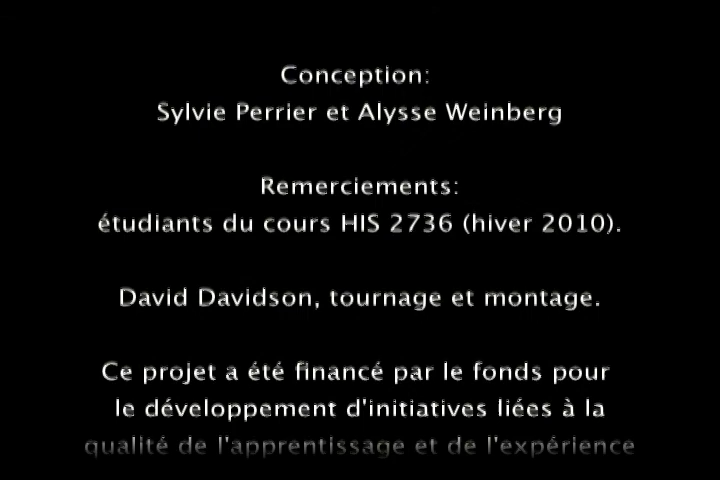 Conception:
Sylvie Perrier et Alysse Weinberg
Remerciements:
étudiants du cours HIS 2736 (hiver 2010).
David Davidson, tournage et montage.
Ce projet a été financé par le fonds pour
le développement d'initiatives liées à la
qualité de l'apprentissage et de l'expérience